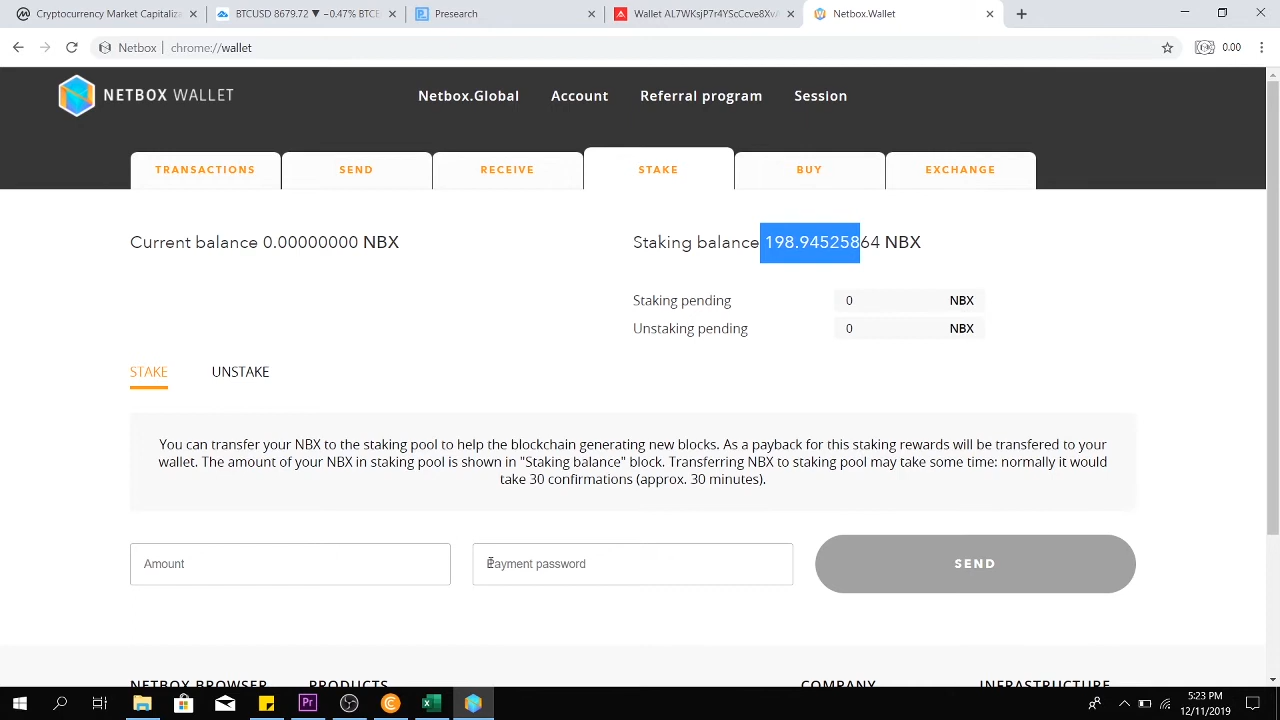 Cryptocurrency Market Capitaliza
BTCUSD 8679.72 ▼ −0.47% BTCE
Presearch
Wallet AL7WKsjP7r4YScCcve8XvA
Netbox.Wallet
Netbox
chrome://wallet
0.00
NETBOX WALLET
Netbox.Global
Account
Referral program
Session
TRANSACTIONS
SEND
RECEIVE
STAKE
BUY
EXCHANGE
Current balance 0.00000000 NBX
Staking balance 198.94525864 NBX
Staking pending 0 NBX
Unstaking pending 0 NBX
STAKE
UNSTAKE
You can transfer your NBX to the staking pool to help the blockchain generating new blocks. As a payback for this staking rewards will be transfered to your
wallet. The amount of your NBX in staking pool is shown in "Staking balance" block. Transferring NBX to staking pool may take some time: normally it would
take 30 confirmations (approx. 30 minutes).
Amount
Payment password
SEND
NETBOX BROWSER
PRODUCTS
COMPANY
INFRASTRUCTURE
Pr
5:23 PM
12/11/2019